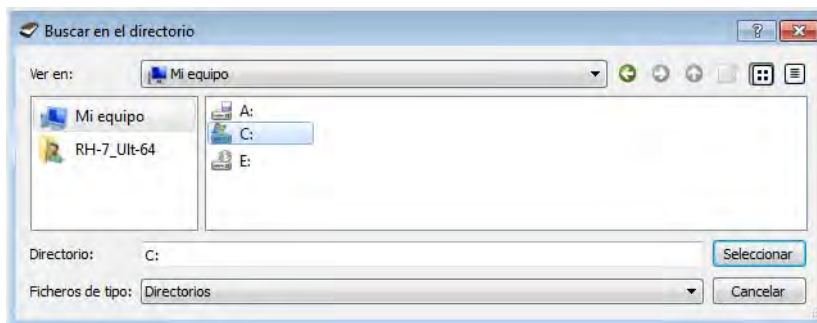 Buscar en el directorio
Ver en: Mi equipo
Mi equipo
RH-7_Ult-64
A:
C:
E:
Directorio: C: Seleccionar
Ficheros de tipo: Directorios Cancelar